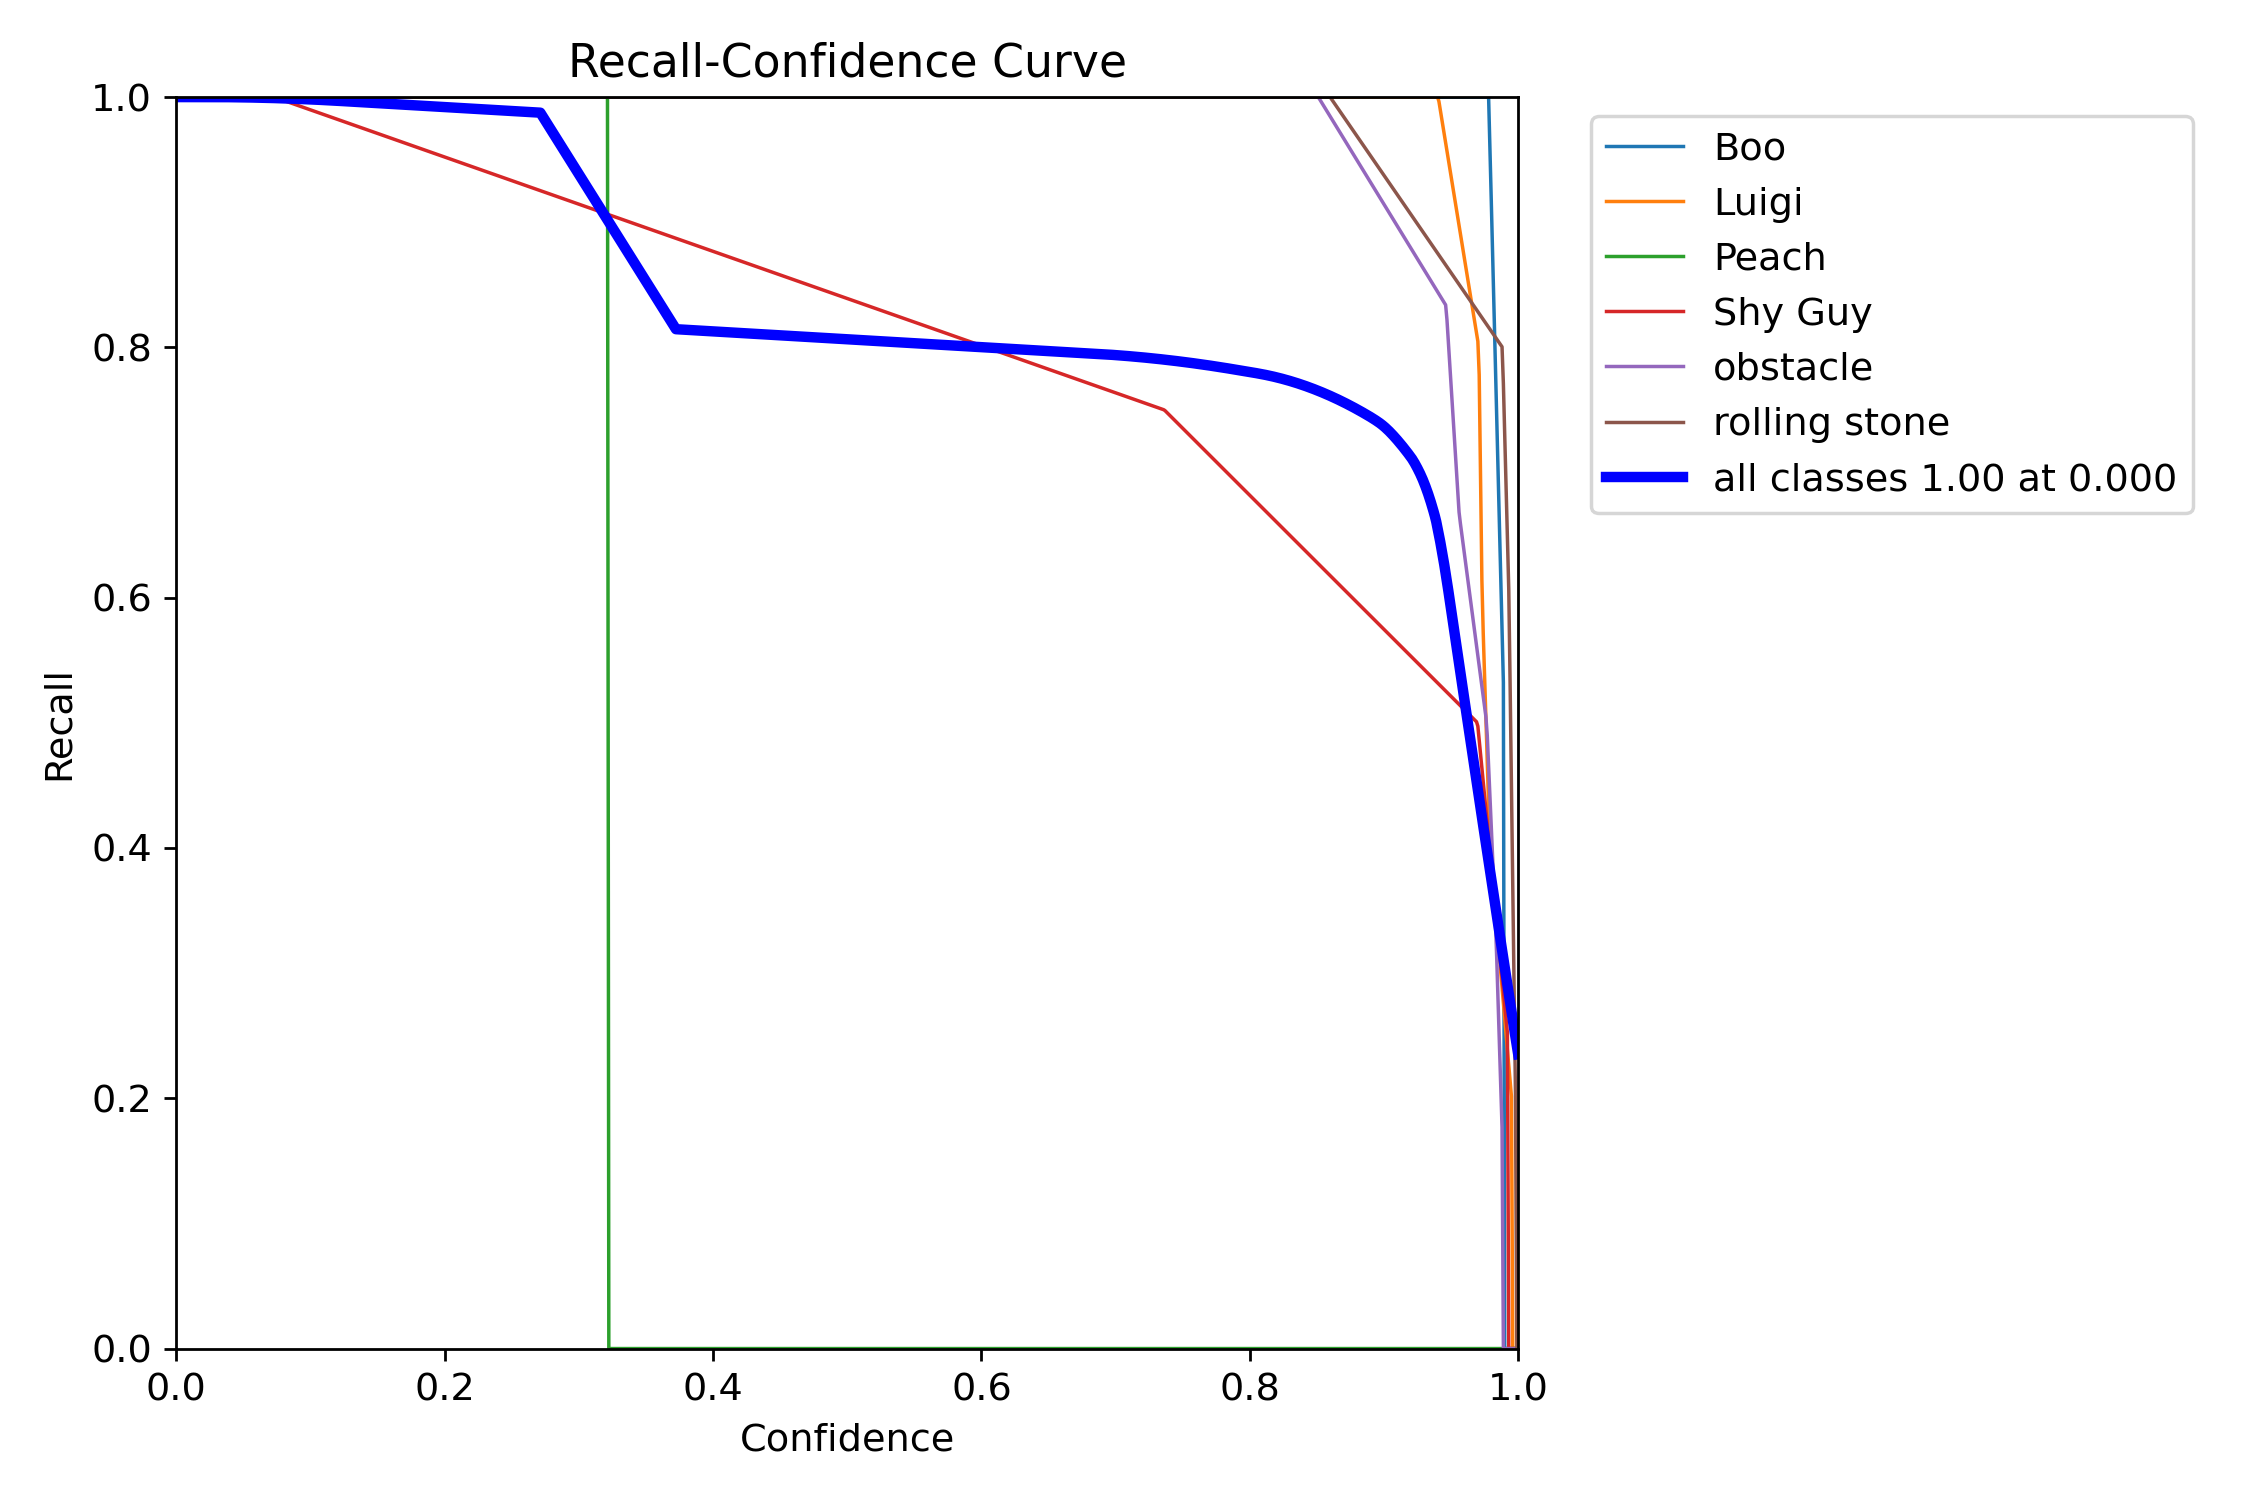 Recall-Confidence Curve
1.0
0.8
0.6
0.4
0.2
0.0
Recall
0.0 0.2 0.4 0.6 0.8 1.0
Confidence
Boo
Luigi
Peach
Shy Guy
obstacle
rolling stone
all classes 1.00 at 0.000